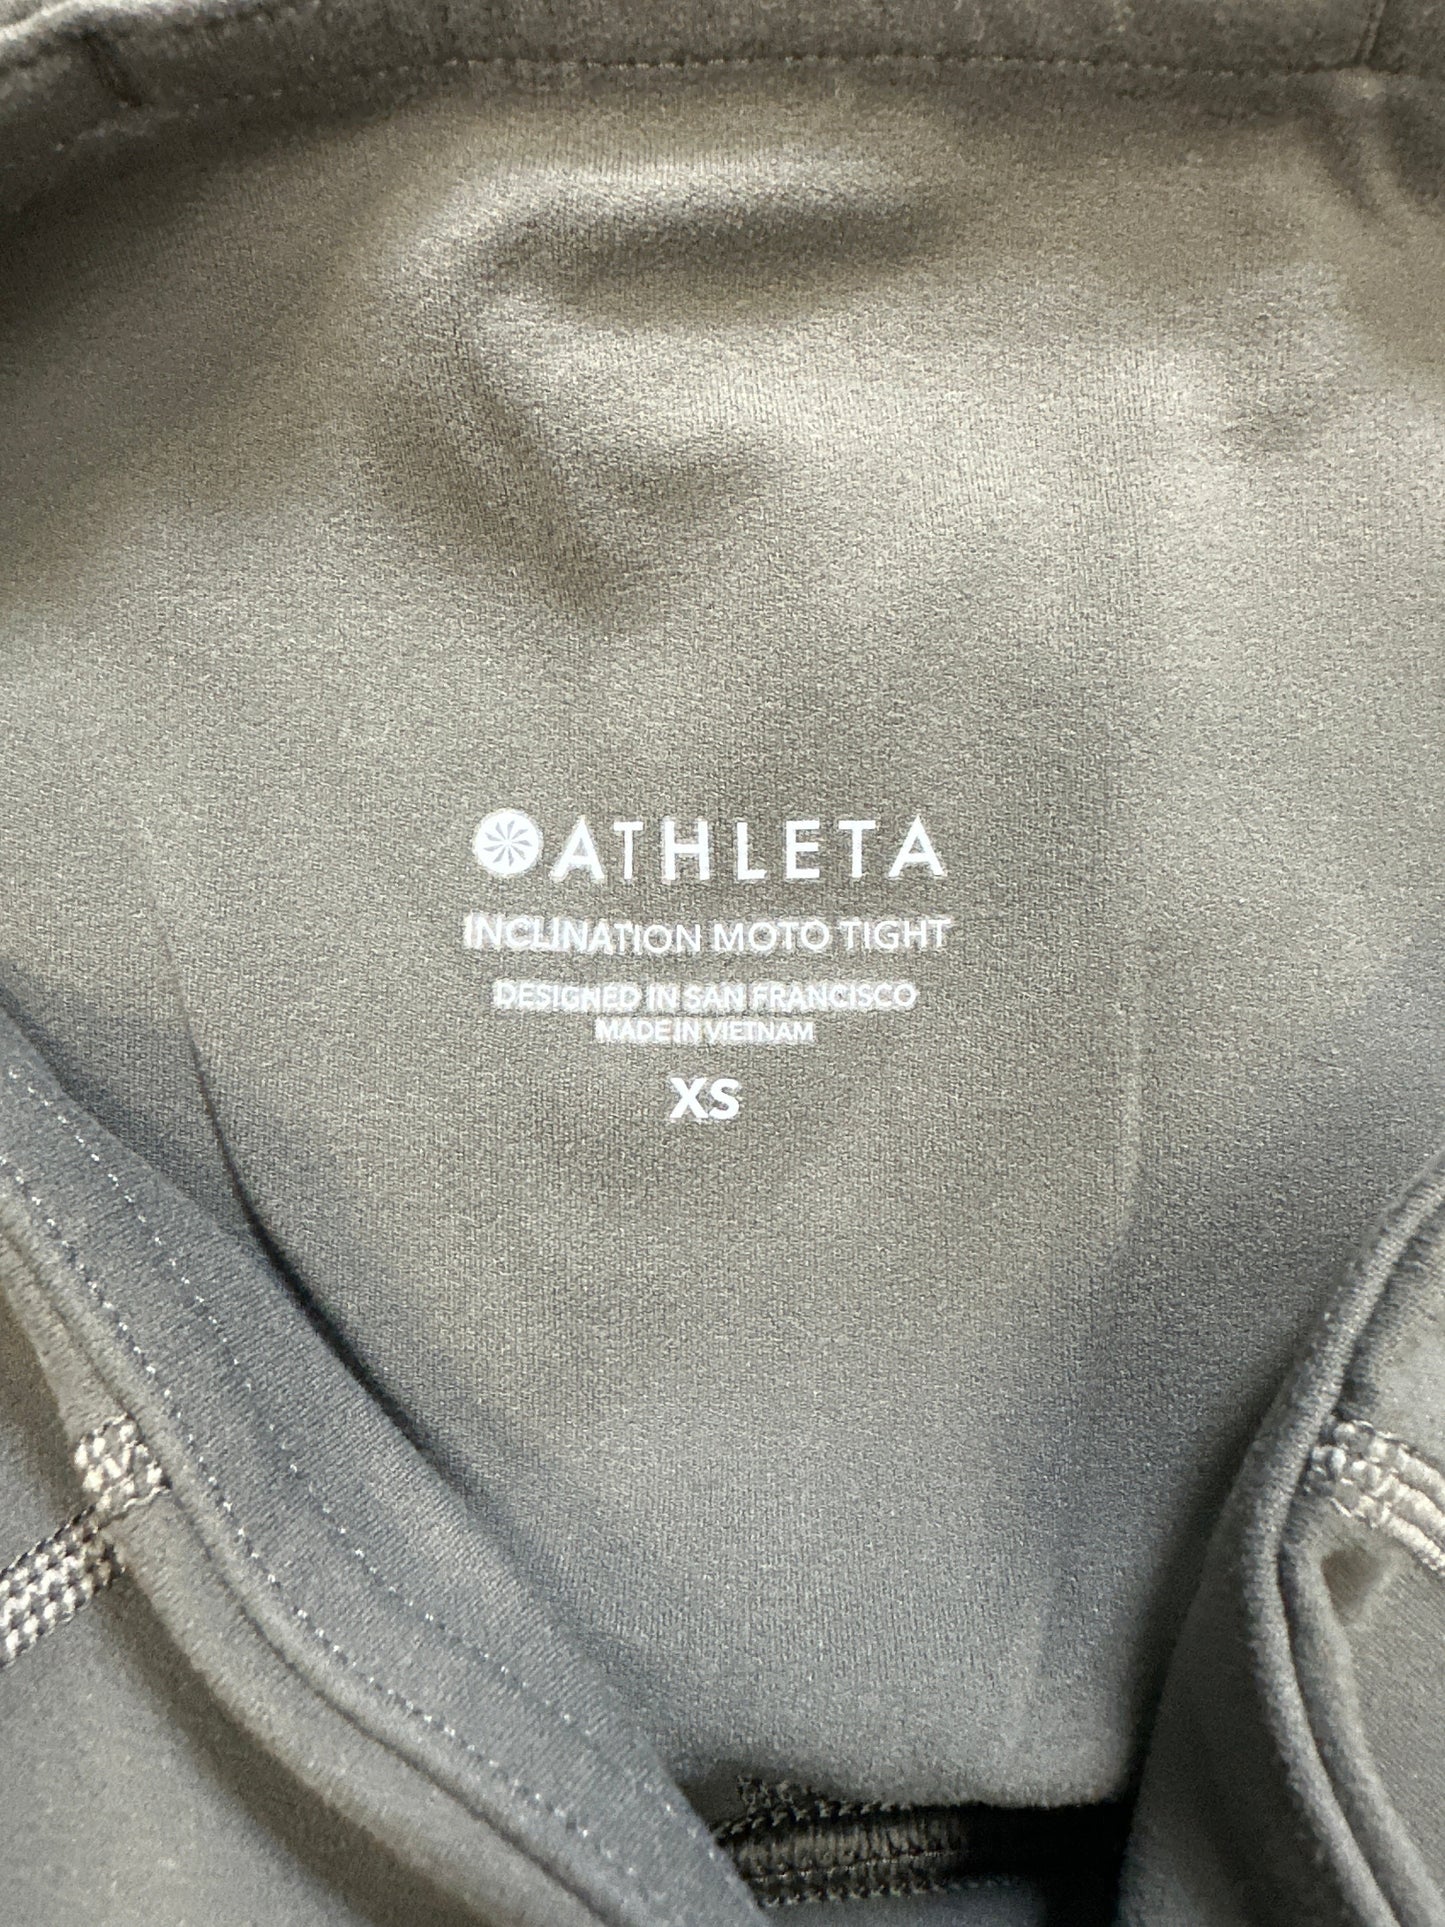 ATHLETA
INCLINATION MOTO TIGHT
DESIGNED IN SAN FRANCISCO
MADE IN VIETNAM
XS